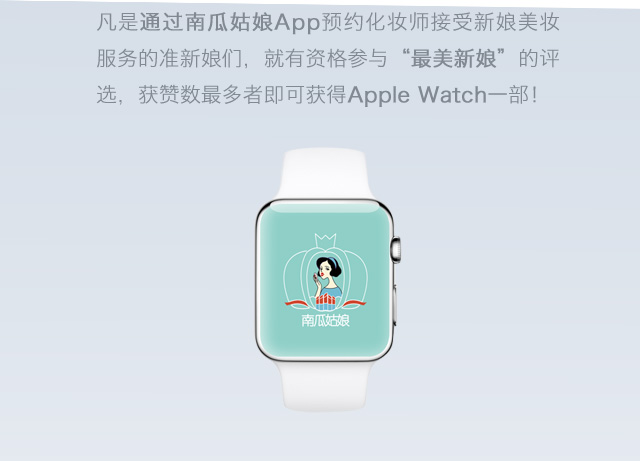 凡是通过南瓜姑娘App预约化妆师接受新娘美妆
服务的准新娘们，就有资格参与“最美新娘”的评
选，获赞数最多者即可获得Apple Watch一部！
南瓜姑娘